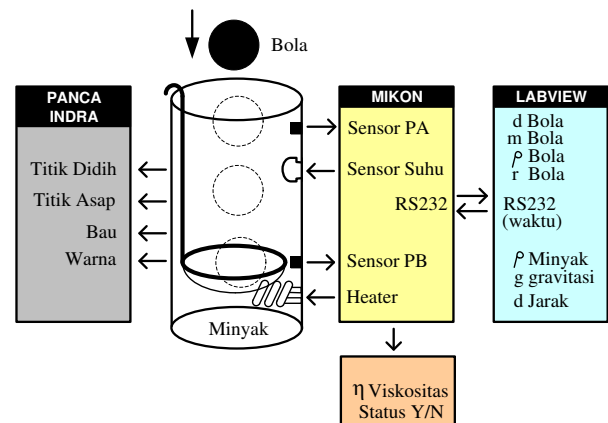 Bola
PANCA
INDRA
Titik Didih
Titik Asap
Bau
Warna
Minyak
MIKON
Sensor PA
Sensor Suhu
RS232
Sensor PB
Heater
LABVIEW
d Bola
m Bola
ρ Bola
r Bola
RS232
(waktu)
ρ Minyak
g gravitasi
d Jarak
η Viskositas
Status Y/N